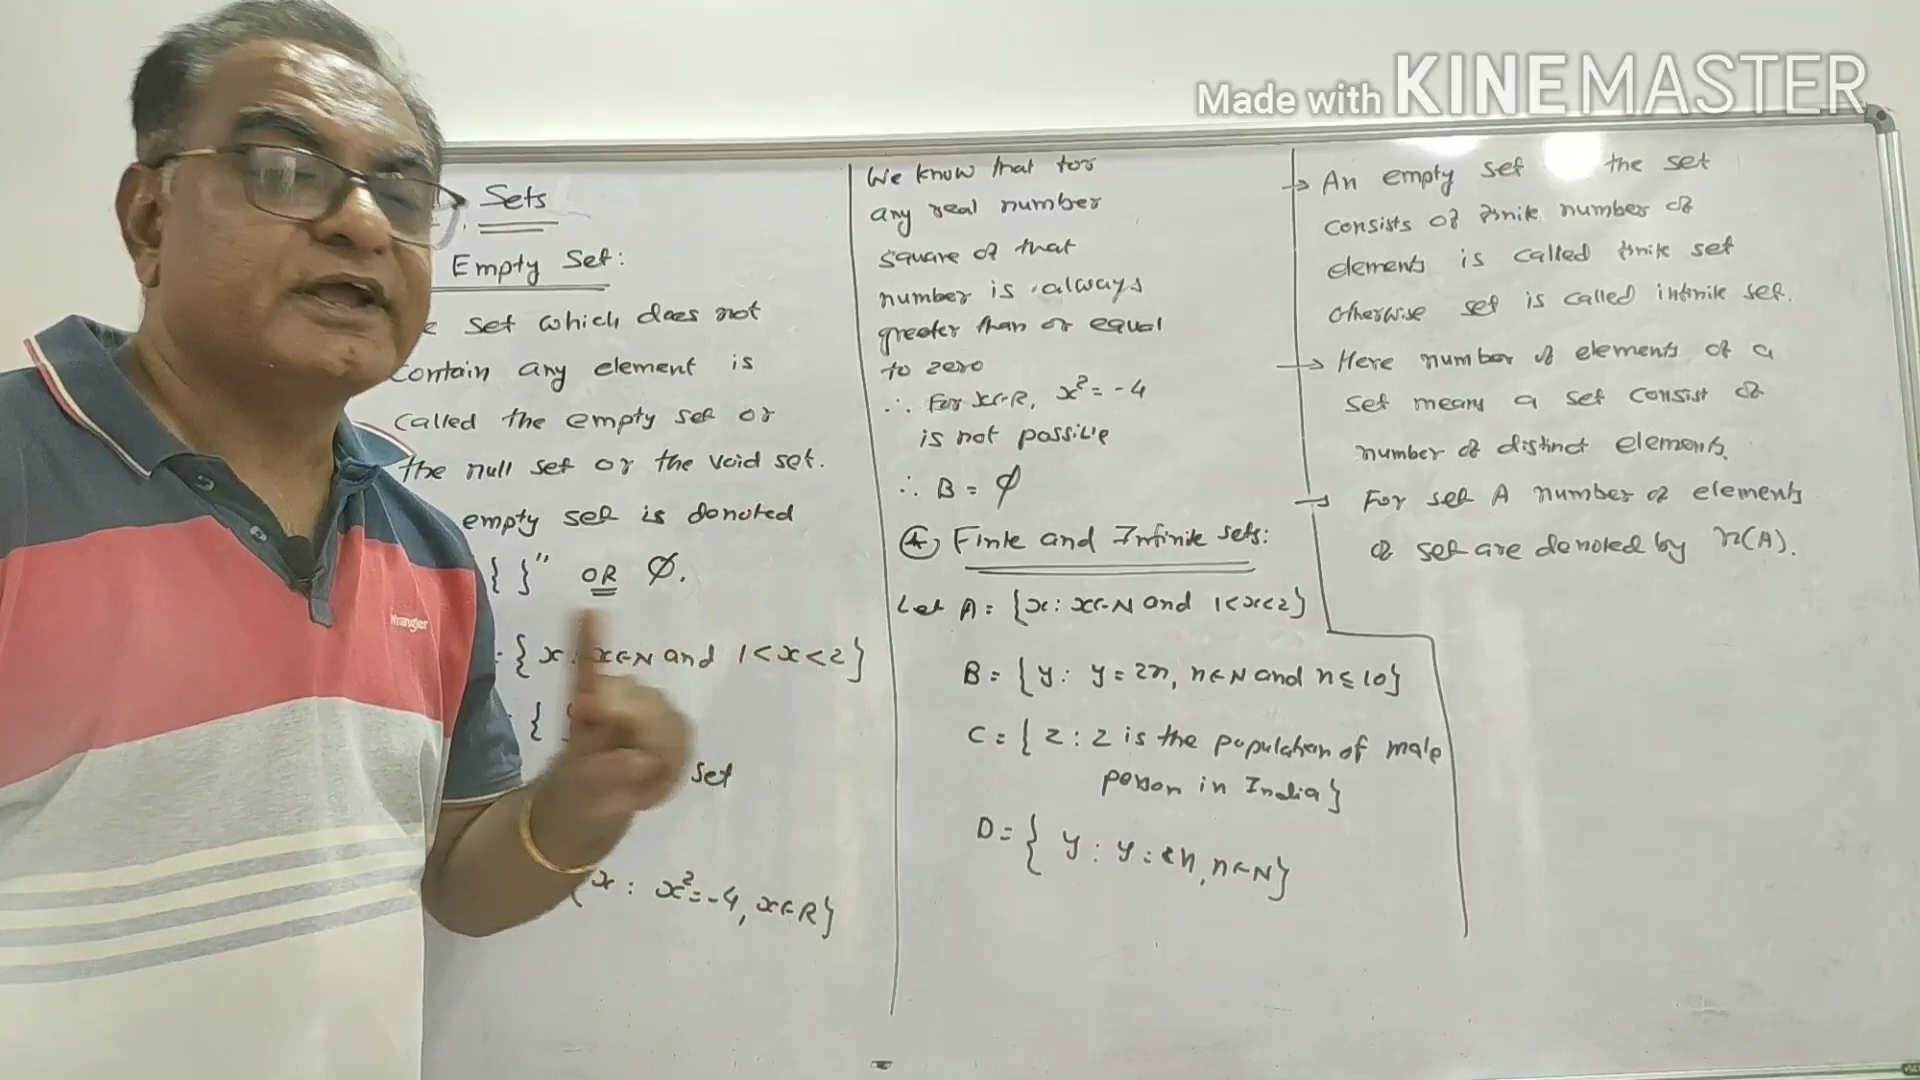 Made with KINEMASTER
Sets
Empty Set:
set which does not
contain any element is
called the empty set or
the null set or the void set.
empty set is denoted
{ }" OR ∅.
: { x : x∈N and 1<x<2}
{
set
{x : x²=-4, x∈R}
Wrangler
We know that for
any real number
square of that
number is always
greater than or equal
to zero
∴ For x∈R, x² = -4
is not possible
∴ B = ∅
Finite and Infinite sets:
Let A = {x : x∈N and 1<x<2}
B = {y : y = 2n, n∈N and n≤10}
C = {z : z is the population of male
person in India}
D = { y : y = 2n, n∈N}
→ An empty set the set
consists of finite number of
elements is called finite set
otherwise set is called infinite set.
→ Here number of elements of a
set means a set consist of
number of distinct elements.
→ For set A number of elements
of set are denoted by n(A).